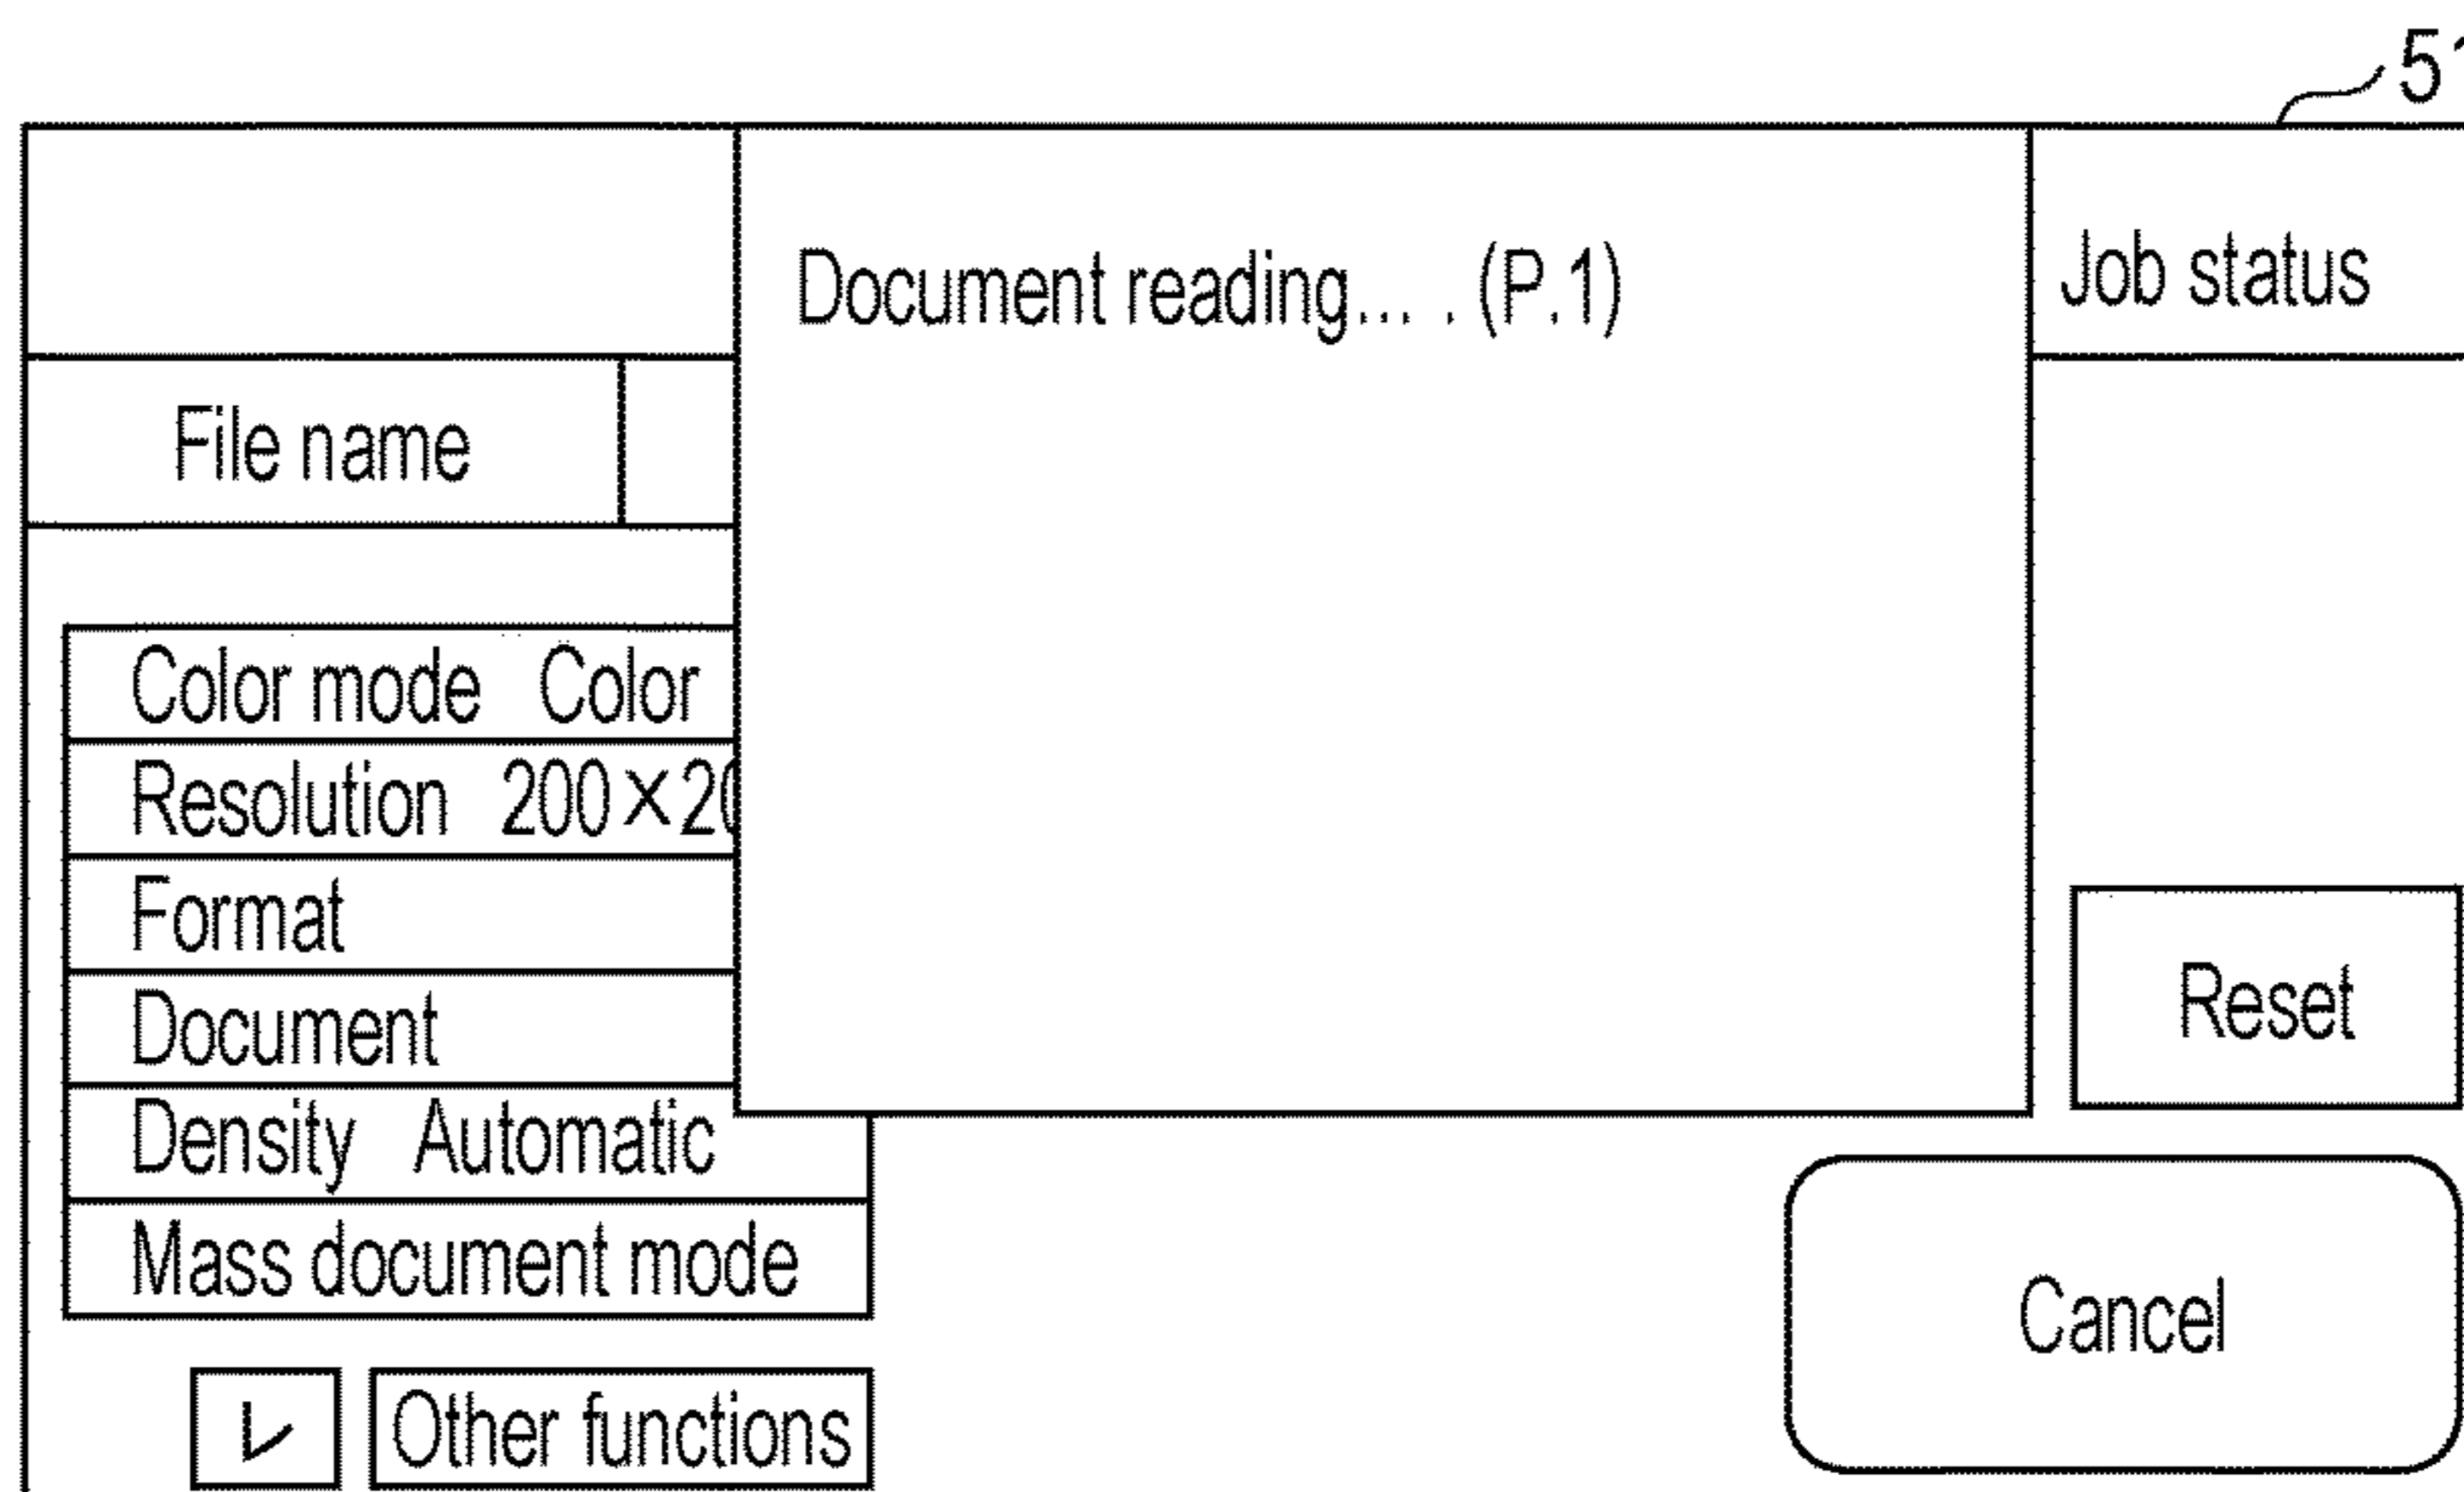 51
Document reading... . (P.1)
Job status
File name
Color mode Color
Resolution 200×20
Format
Document
Reset
Density Automatic
Mass document mode
Cancel
Other functions